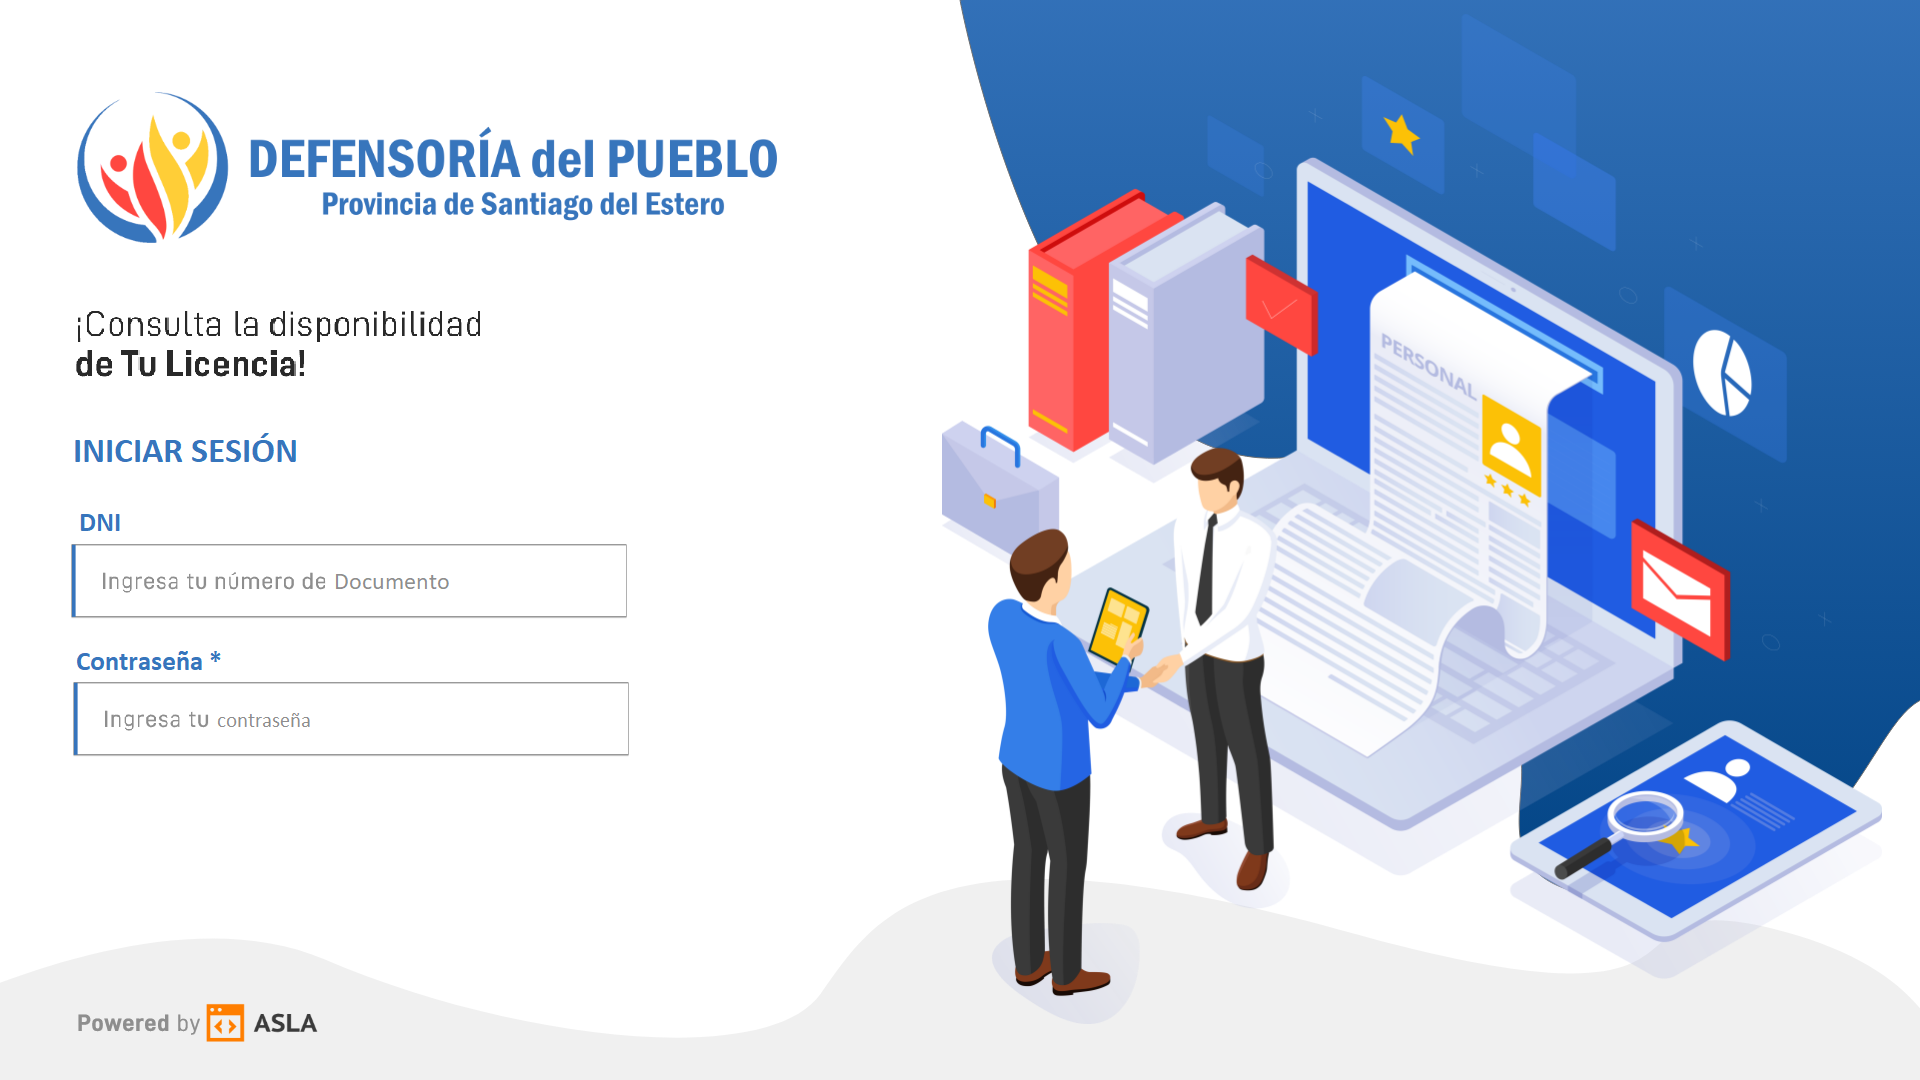 DEFENSORÍA del PUEBLO
Provincia de Santiago del Estero
¡Consulta la disponibilidad
de Tu Licencia!
INICIAR SESIÓN
DNI
Ingresa tu número de Documento
Contraseña *
Ingresa tu contraseña
PERSONAL
Powered by ASLA